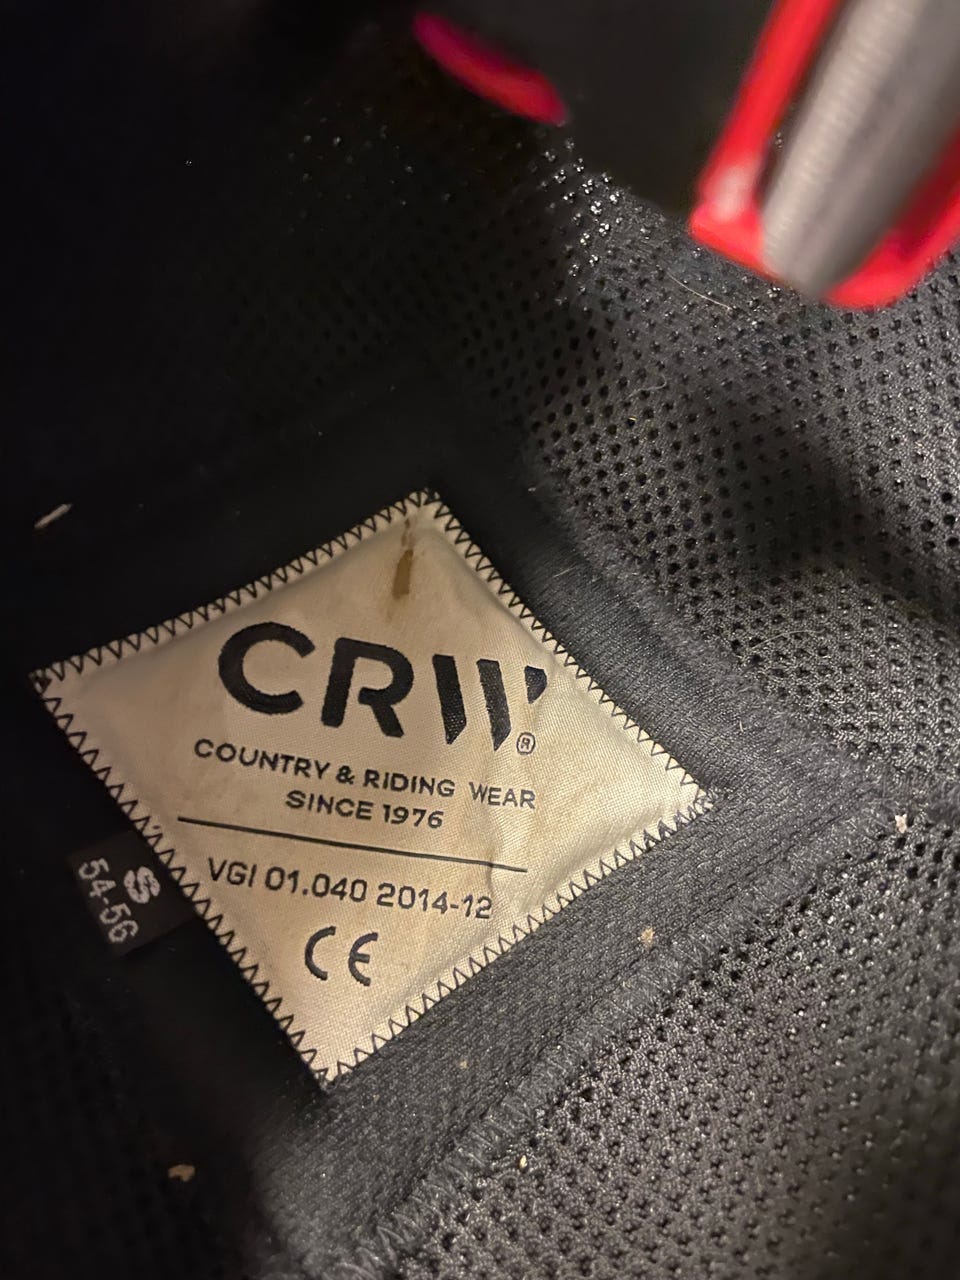 CRW®
COUNTRY & RIDING WEAR
SINCE 1976
VGI 01.040 2014-12
CE
S
54-56